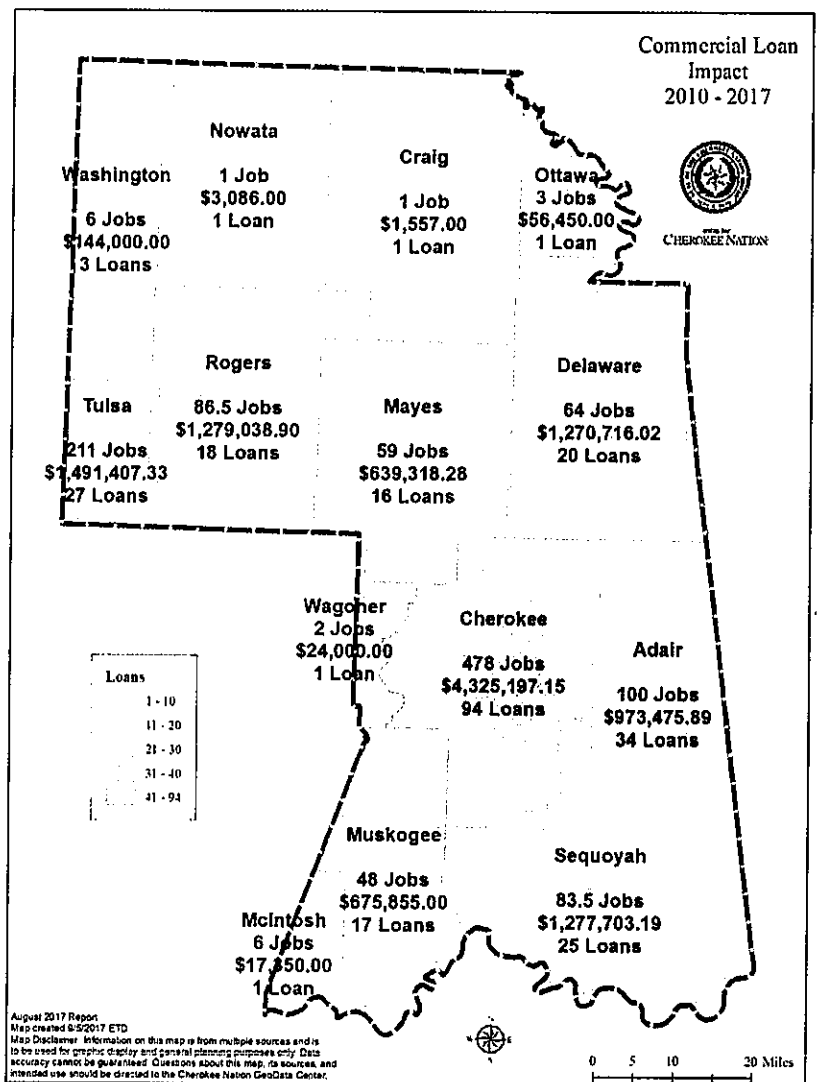 Commercial Loan
Impact
2010 - 2017
CHEROKEE NATION
Nowata
1 Job
$3,086.00
1 Loan
Washington
6 Jobs
$144,000.00
3 Loans
Craig
1 Job
$1,557.00
1 Loan
Ottawa
3 Jobs
$56,450.00
1 Loan
Rogers
86.5 Jobs
$1,279,038.90
18 Loans
Tulsa
211 Jobs
$1,491,407.33
27 Loans
Mayes
59 Jobs
$639,318.28
16 Loans
Delaware
64 Jobs
$1,270,716.02
20 Loans
Wagoner
2 Jobs
$24,000.00
1 Loan
Cherokee
478 Jobs
$4,325,197.15
94 Loans
Adair
100 Jobs
$973,475.89
34 Loans
Loans
1 - 10
11 - 20
21 - 30
31 - 40
41 - 94
Muskogee
48 Jobs
$675,855.00
17 Loans
Sequoyah
83.5 Jobs
$1,277,703.19
25 Loans
McIntosh
6 Jobs
$17,850.00
1 Loan
August 2017 Report
Map created 9/5/2017 ETD
Map Disclaimer: Information on this map is from multiple sources and is
to be used for graphic display and general planning purposes only. Data
accuracy cannot be guaranteed. Questions about this map, its sources, and
intended use should be directed to the Cherokee Nation GeoData Center.
0 5 10 20 Miles